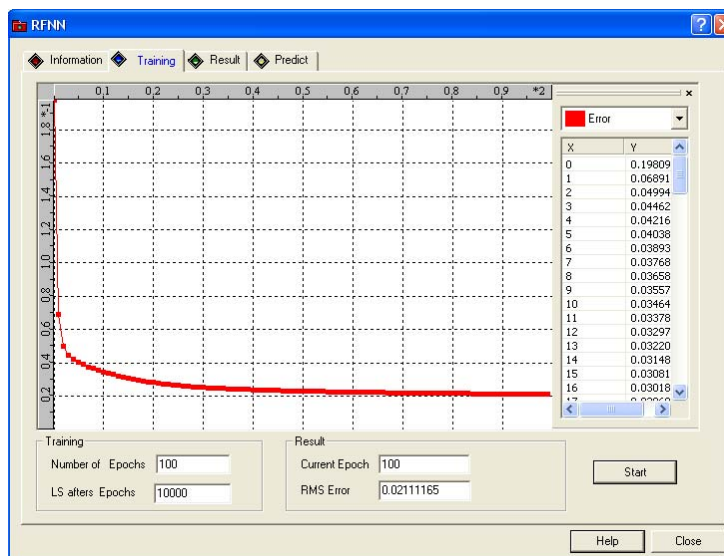 RFNN
Information Training Result Predict
0,1 0,2 0,3 0,4 0,5 0,6 0,7 0,8 0,9 *2
*-1
1,8
1,6
1,4
1,2
1,0
0,8
0,6
0,4
0,2
Error
X Y
0 0.19809
1 0.06891
2 0.04994
3 0.04462
4 0.04216
5 0.04038
6 0.03893
7 0.03768
8 0.03658
9 0.03557
10 0.03464
11 0.03378
12 0.03297
13 0.03220
14 0.03148
15 0.03081
16 0.03018
Training
Number of Epochs 100
LS afters Epochs 10000
Result
Current Epoch 100
RMS Error 0.02111165
Start
Help Close